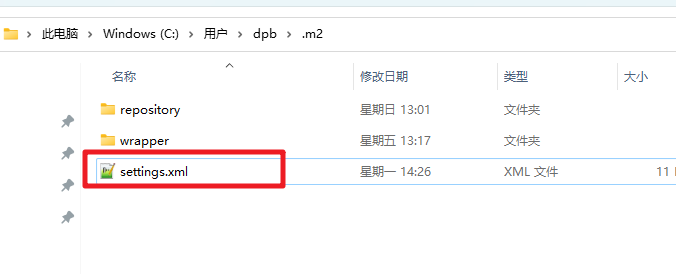 此电脑 > Windows (C:) > 用户 > dpb > .m2
名称 修改日期 类型 大小
repository 星期日 13:01 文件夹
wrapper 星期五 13:17 文件夹
settings.xml 星期一 14:26 XML 文件 11